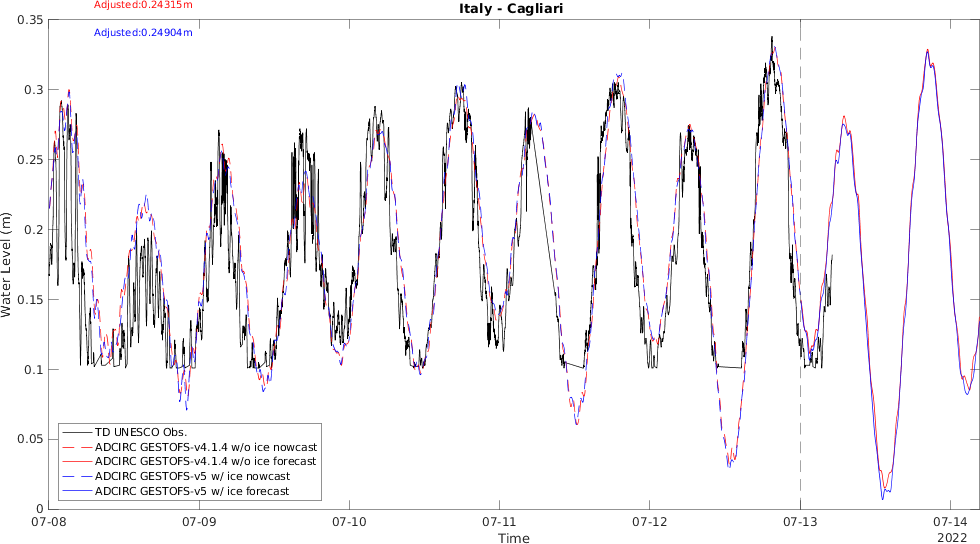 Adjusted:0.24315m
Italy - Cagliari
Adjusted:0.24904m
0.35
0.3
0.25
0.2
0.15
0.1
0.05
0
Water Level (m)
TD UNESCO Obs.
ADCIRC GESTOFS-v4.1.4 w/o ice nowcast
ADCIRC GESTOFS-v4.1.4 w/o ice forecast
ADCIRC GESTOFS-v5 w/ ice nowcast
ADCIRC GESTOFS-v5 w/ ice forecast
07-08 07-09 07-10 07-11 07-12 07-13 07-14
Time
2022